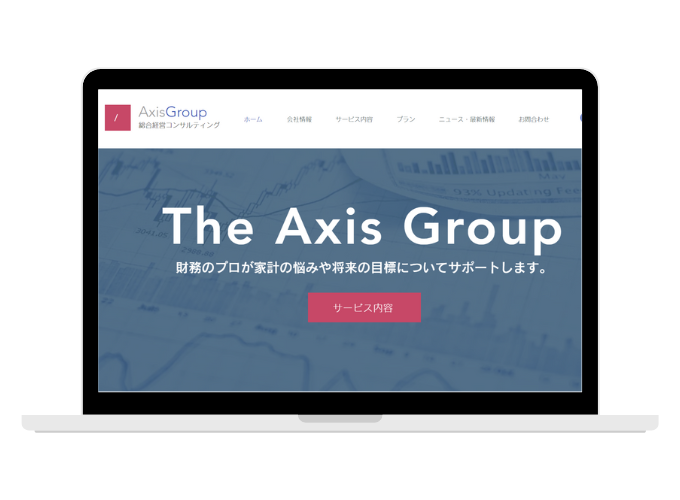 /
AxisGroup
総合経営コンサルティング
ホーム 会社情報 サービス内容 プラン ニュース・最新情報 お問合わせ
May
93% Updating Fee
The Axis Group
財務のプロが家計の悩みや将来の目標についてサポートします。
サービス内容